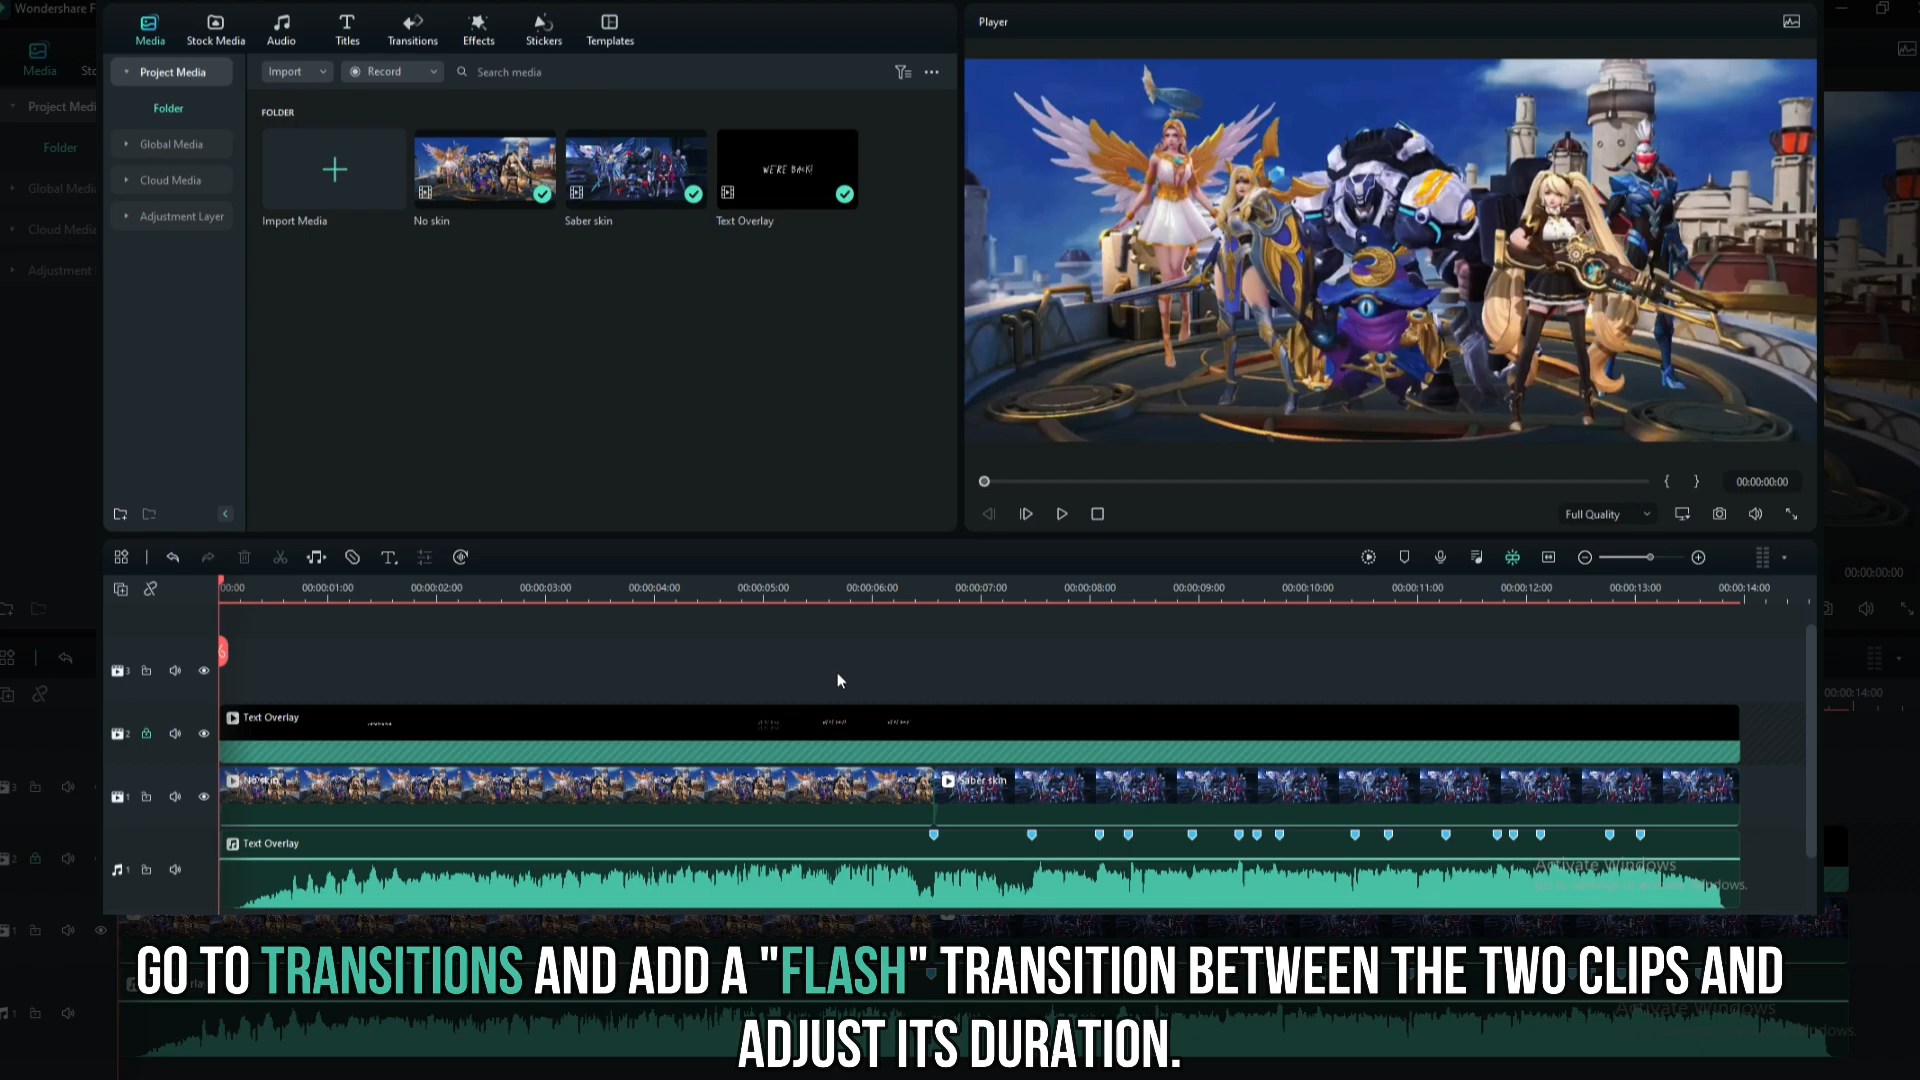 Wondershare F
Media
Stock Media
Audio
Titles
Transitions
Effects
Stickers
Templates
Player
Media
Project Media
Import
Record
Search media
Folder
FOLDER
Global Media
Cloud Media
Adjustment Layer
WE'RE BACK!
Import Media
No skin
Saber skin
Text Overlay
Project Medi
Folder
Global Medi
Cloud Media
Adjustment
00:00:00:00
Full Quality
00:00:00:00
00:00
00:00:01:00
00:00:02:00
00:00:03:00
00:00:04:00
00:00:05:00
00:00:06:00
00:00:07:00
00:00:08:00
00:00:09:00
00:00:10:00
00:00:11:00
00:00:12:00
00:00:13:00
00:00:14:00
00:00:14:00
3
Text Overlay
2
No skin
Saber skin
1
Text Overlay
1
Activate Windows
GO TO TRANSITIONS AND ADD A "FLASH" TRANSITION BETWEEN THE TWO CLIPS AND
ADJUST ITS DURATION.
Activate Windows